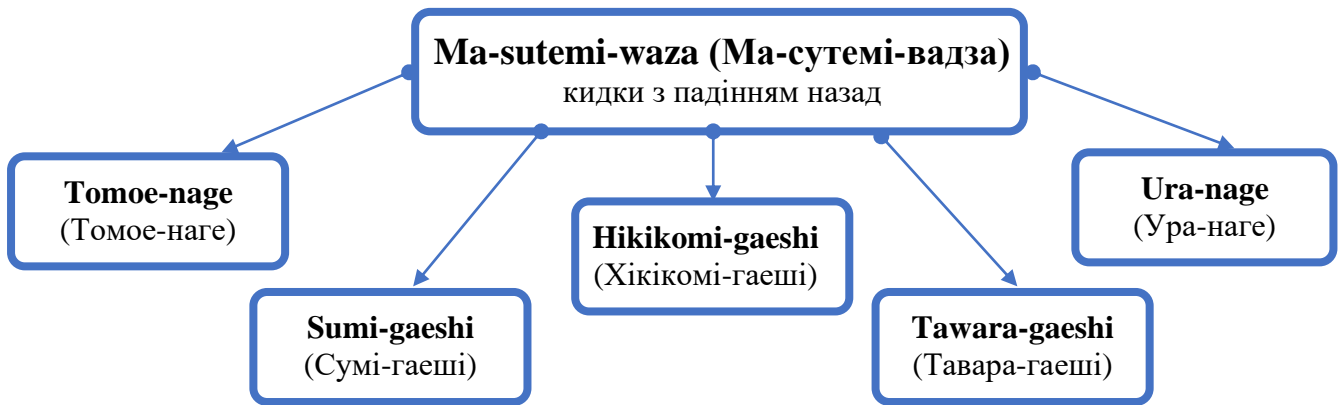 Ma-sutemi-waza (Ма-сутемі-вадза)
кидки з падінням назад
Tomoe-nage
(Томое-наге)
Sumi-gaeshi
(Сумі-гаеші)
Hikikomi-gaeshi
(Хікікомі-гаеші)
Tawara-gaeshi
(Тавара-гаеші)
Ura-nage
(Ура-наге)